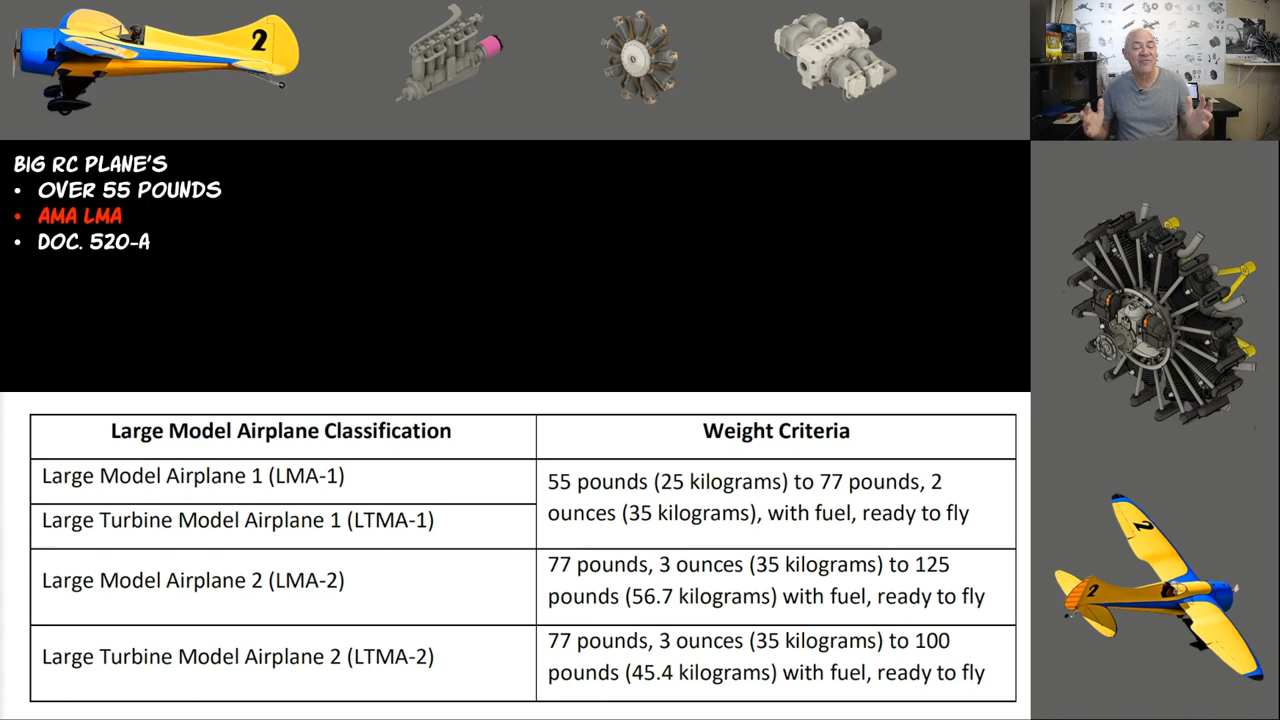 2
BIG RC PLANE'S
• OVER 55 POUNDS
• AMA LMA
• DOC. 520-A
Large Model Airplane Classification
Weight Criteria
Large Model Airplane 1 (LMA-1)
Large Turbine Model Airplane 1 (LTMA-1)
55 pounds (25 kilograms) to 77 pounds, 2
ounces (35 kilograms), with fuel, ready to fly
Large Model Airplane 2 (LMA-2)
77 pounds, 3 ounces (35 kilograms) to 125
pounds (56.7 kilograms) with fuel, ready to fly
Large Turbine Model Airplane 2 (LTMA-2)
77 pounds, 3 ounces (35 kilograms) to 100
pounds (45.4 kilograms) with fuel, ready to fly
2
2